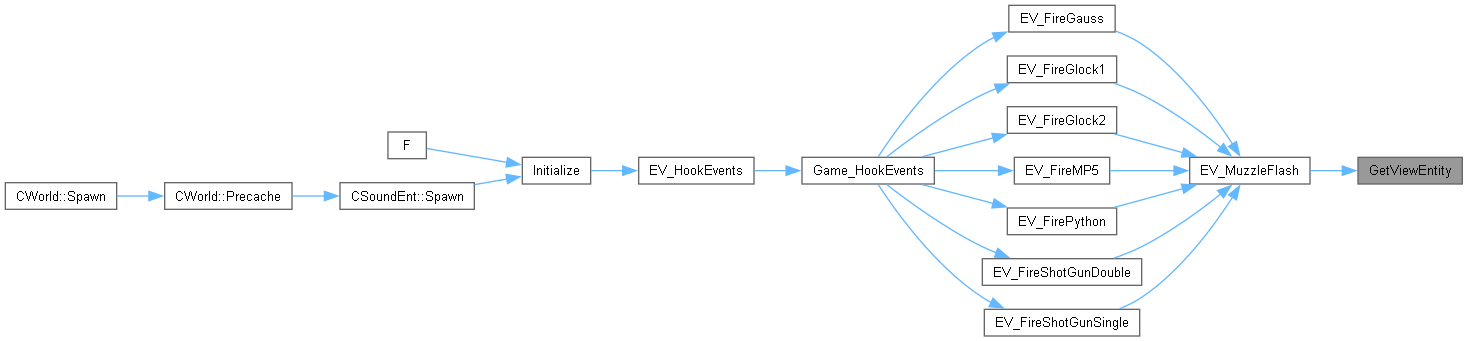 EV_FireGauss
EV_FireGlock1
EV_FireGlock2
F
Initialize
EV_HookEvents
Game_HookEvents
EV_FireMP5
EV_MuzzleFlash
GetViewEntity
CWorld::Spawn
CWorld::Precache
CSoundEnt::Spawn
EV_FirePython
EV_FireShotGunDouble
EV_FireShotGunSingle